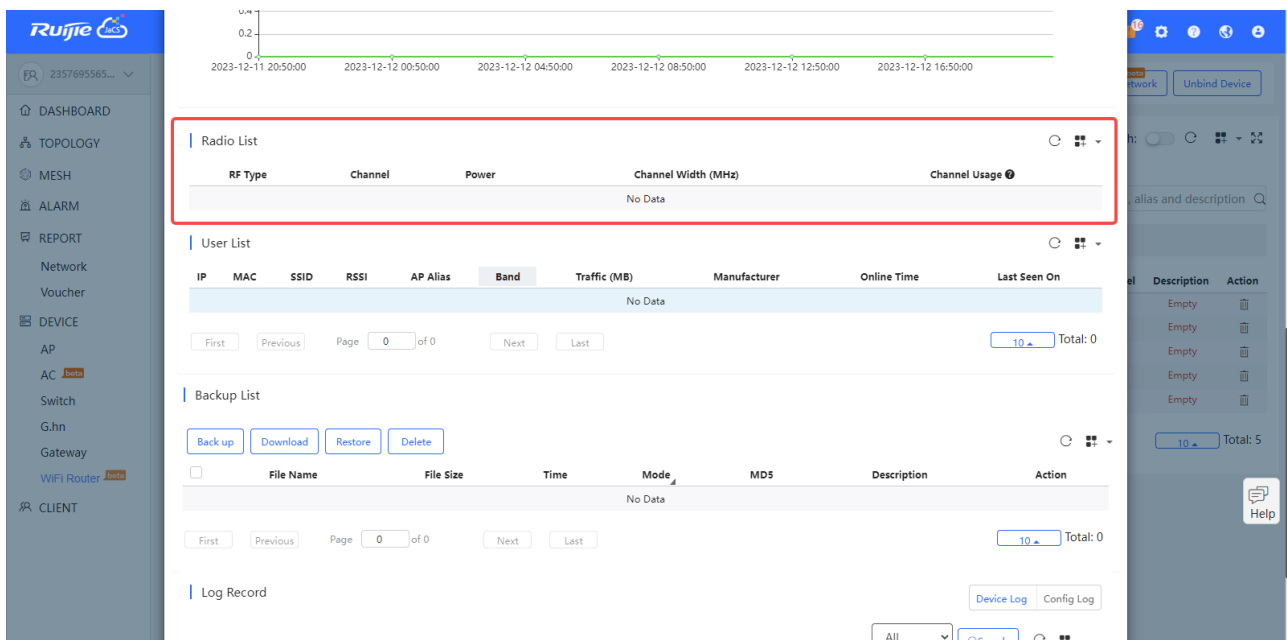 Ruijie JaCS
16
2357695565...
DASHBOARD
TOPOLOGY
MESH
ALARM
REPORT
Network
Voucher
DEVICE
AP
AC beta
Switch
G.hn
Gateway
WiFi Router beta
CLIENT
0.4
0.2
0
2023-12-11 20:50:00 2023-12-12 00:50:00 2023-12-12 04:50:00 2023-12-12 08:50:00 2023-12-12 12:50:00 2023-12-12 16:50:00
Radio List
RF Type Channel Power Channel Width (MHz) Channel Usage
No Data
User List
IP MAC SSID RSSI AP Alias Band Traffic (MB) Manufacturer Online Time Last Seen On
No Data
First Previous Page 0 of 0 Next Last 10 Total: 0
Backup List
Back up Download Restore Delete
File Name File Size Time Mode MD5 Description Action
No Data
First Previous Page 0 of 0 Next Last 10 Total: 0
Log Record
Device Log Config Log
All
beta
Unbind Device
, alias and description
Description Action
Empty
Empty
Empty
Empty
Empty
10 Total: 5
Help